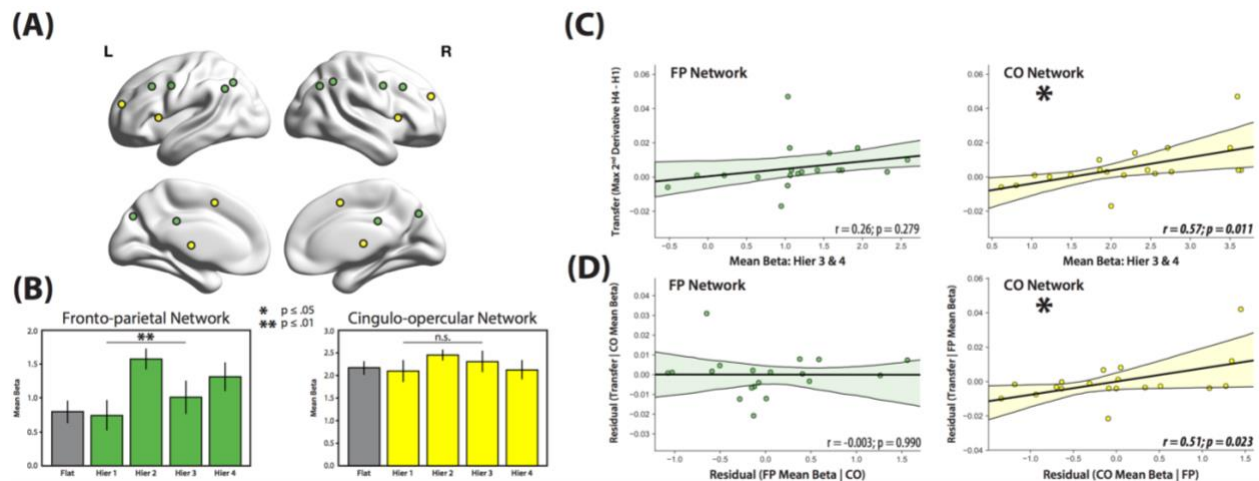 (A)
L
R
(B)
* p ≤ .05
** p ≤ .01
Fronto-parietal Network
**
Mean Beta
2.0
1.5
1.0
0.5
0.0
Flat
Hier 1
Hier 2
Hier 3
Hier 4
Cingulo-opercular Network
n.s.
Mean Beta
3.0
2.5
2.0
1.5
1.0
0.5
0.0
Flat
Hier 1
Hier 2
Hier 3
Hier 4
(C)
FP Network
Transfer (Max 2nd Derivative H4 - H1)
0.06
0.04
0.02
0.00
−0.02
r = 0.26; p = 0.279
−0.5 0.0 0.5 1.0 1.5 2.0 2.5
Mean Beta: Hier 3 & 4
CO Network
*
0.06
0.04
0.02
0.00
−0.02
r = 0.57; p = 0.011
0.5 1.0 1.5 2.0 2.5 3.0 3.5
Mean Beta: Hier 3 & 4
(D)
FP Network
Residual (Transfer | CO Mean Beta)
0.04
0.03
0.02
0.01
0.00
−0.01
−0.02
−0.03
r = -0.003; p = 0.990
−1.0 −0.5 0.0 0.5 1.0 1.5
Residual (FP Mean Beta | CO)
CO Network
*
Residual (Transfer | FP Mean Beta)
0.06
0.04
0.02
0.00
−0.02
−0.04
r = 0.51; p = 0.023
−1.0 −0.5 0.0 0.5 1.0 1.5
Residual (CO Mean Beta | FP)